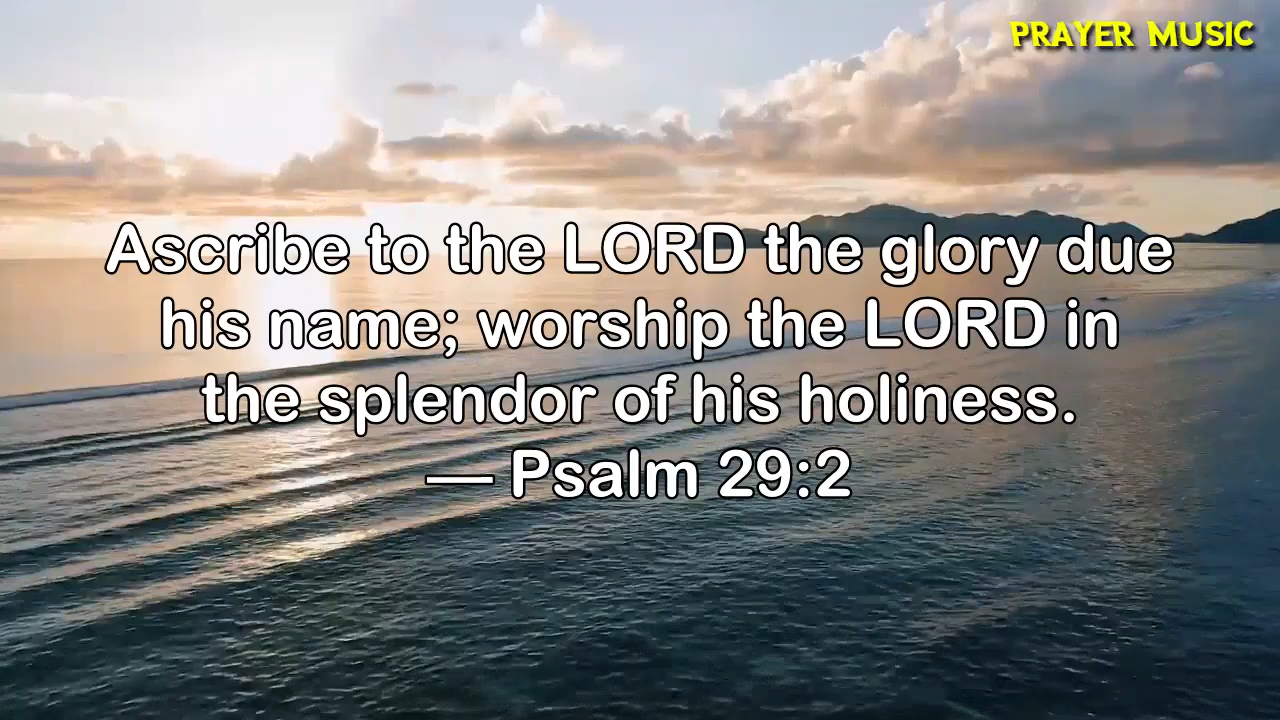 PRAYER MUSIC
Ascribe to the LORD the glory due
his name; worship the LORD in
the splendor of his holiness.
— Psalm 29:2